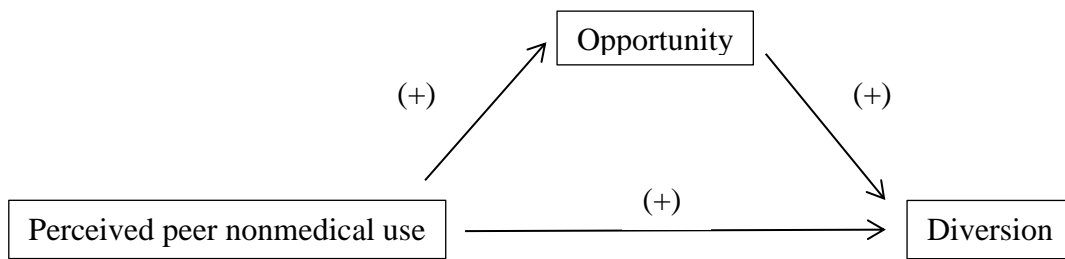 Opportunity
(+)
(+)
(+)
Perceived peer nonmedical use
Diversion